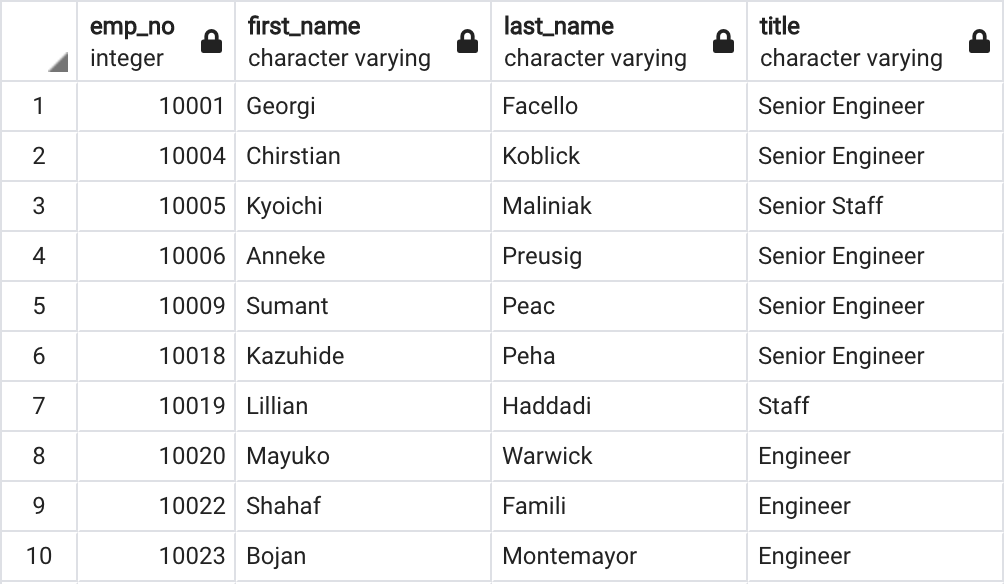 emp_no first_name last_name title
integer character varying character varying character varying
1 10001 Georgi Facello Senior Engineer
2 10004 Chirstian Koblick Senior Engineer
3 10005 Kyoichi Maliniak Senior Staff
4 10006 Anneke Preusig Senior Engineer
5 10009 Sumant Peac Senior Engineer
6 10018 Kazuhide Peha Senior Engineer
7 10019 Lillian Haddadi Staff
8 10020 Mayuko Warwick Engineer
9 10022 Shahaf Famili Engineer
10 10023 Bojan Montemayor Engineer